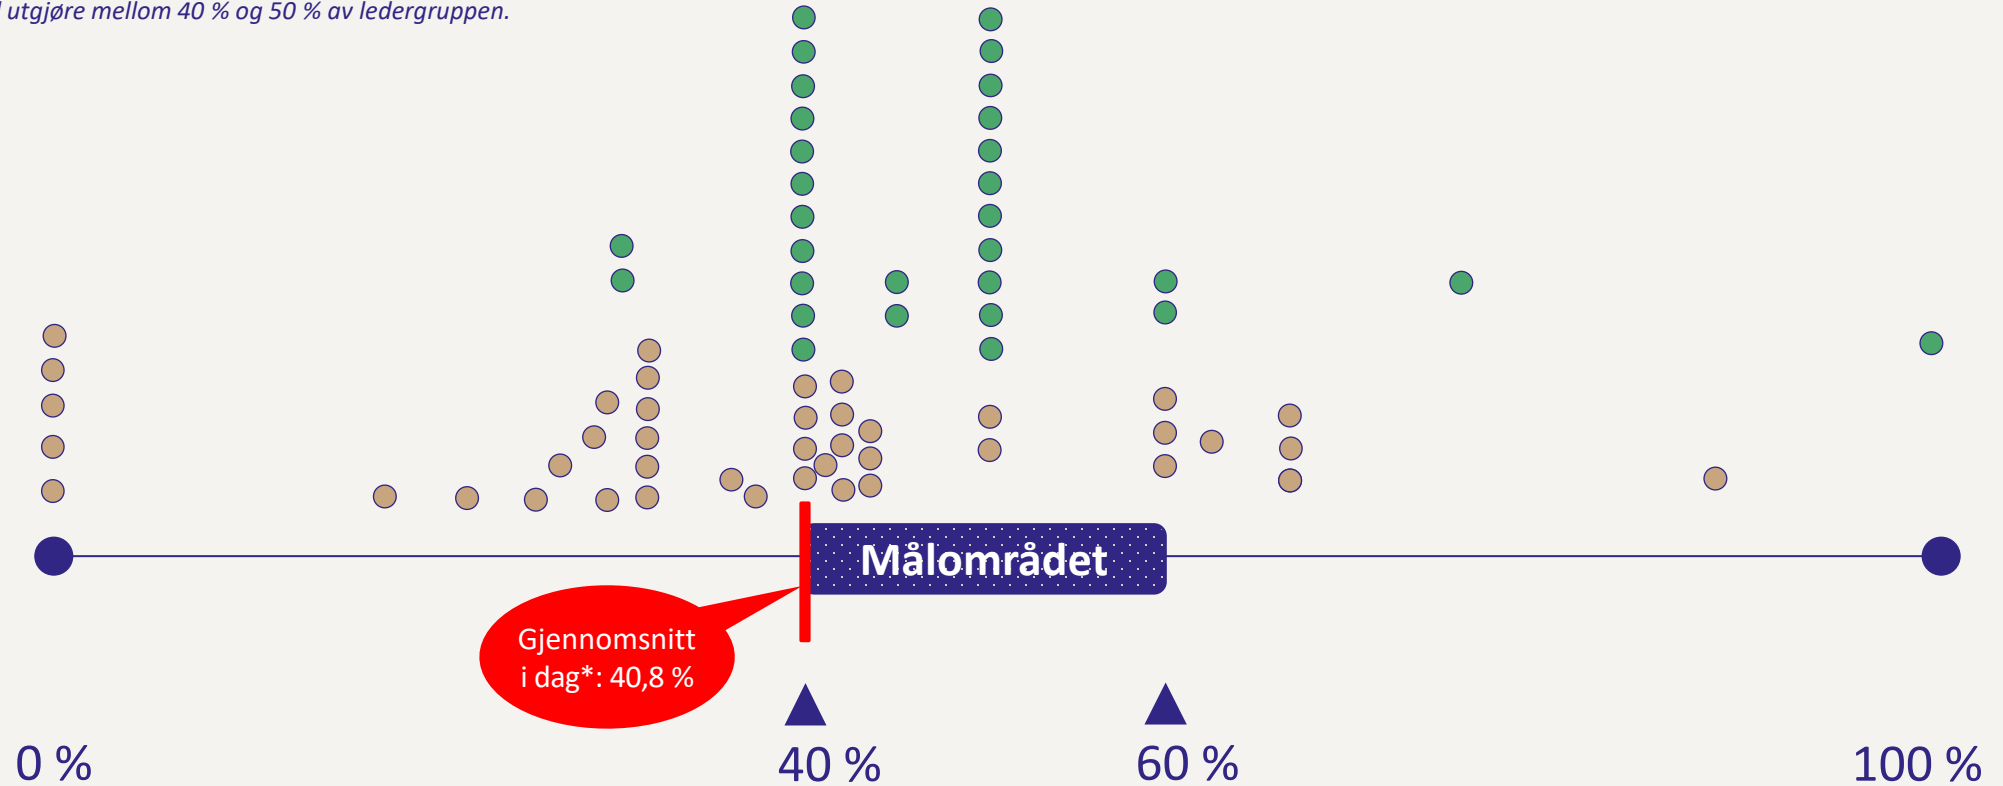 utgjøre mellom 40 % og 50 % av ledergruppen.
Målområdet
Gjennomsnitt
i dag*: 40,8 %
0 %
40 %
60 %
100 %